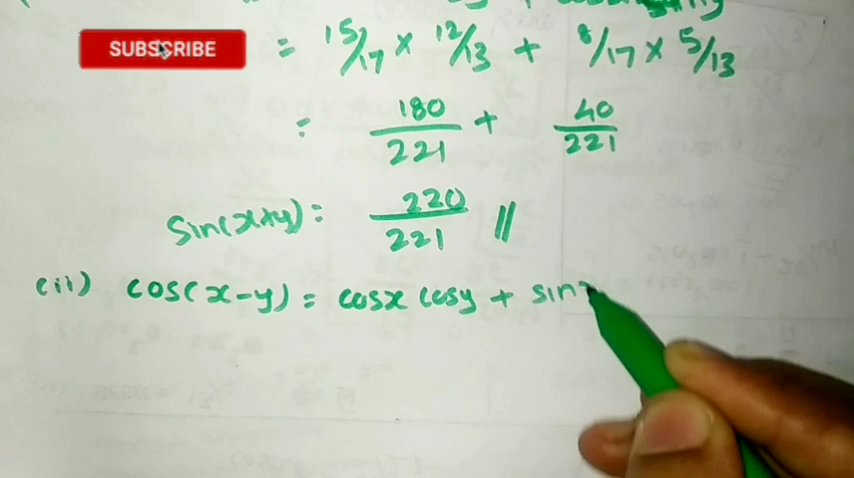 SUBSCRIBE
= 15/17 × 12/13 + 8/17 × 5/13
= 180/221 + 40/221
Sin(x+y) = 220/221 //
(ii) cos(x-y) = cosx cosy + sin